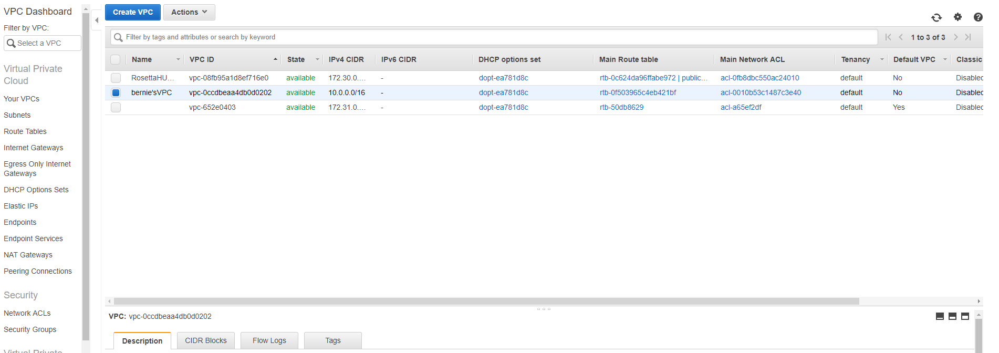 VPC Dashboard
Filter by VPC:
Select a VPC
Virtual Private
Cloud
Your VPCs
Subnets
Route Tables
Internet Gateways
Egress Only Internet
Gateways
DHCP Options Sets
Elastic IPs
Endpoints
Endpoint Services
NAT Gateways
Peering Connections
Security
Network ACLs
Security Groups
Virtual Private
Create VPC Actions
Filter by tags and attributes or search by keyword 1 to 3 of 3
Name VPC ID State IPv4 CIDR IPv6 CIDR DHCP options set Main Route table Main Network ACL Tenancy Default VPC Classic
RosettaHU... vpc-08fb95a1d8ef716e0 available 172.30.0.... - dopt-ea781d8c rtb-0c624da96ffabe972 | public... acl-0fb8dbc550ac24010 default No Disabled
bernie'sVPC vpc-0ccdbeaa4db0d0202 available 10.0.0.0/16 - dopt-ea781d8c rtb-0f503965c4eb421bf acl-0010b53c1487c3e40 default No Disabled
vpc-652e0403 available 172.31.0.... - dopt-ea781d8c rtb-50db8629 acl-a65ef2df default Yes Disabled
VPC: vpc-0ccdbeaa4db0d0202
Description CIDR Blocks Flow Logs Tags